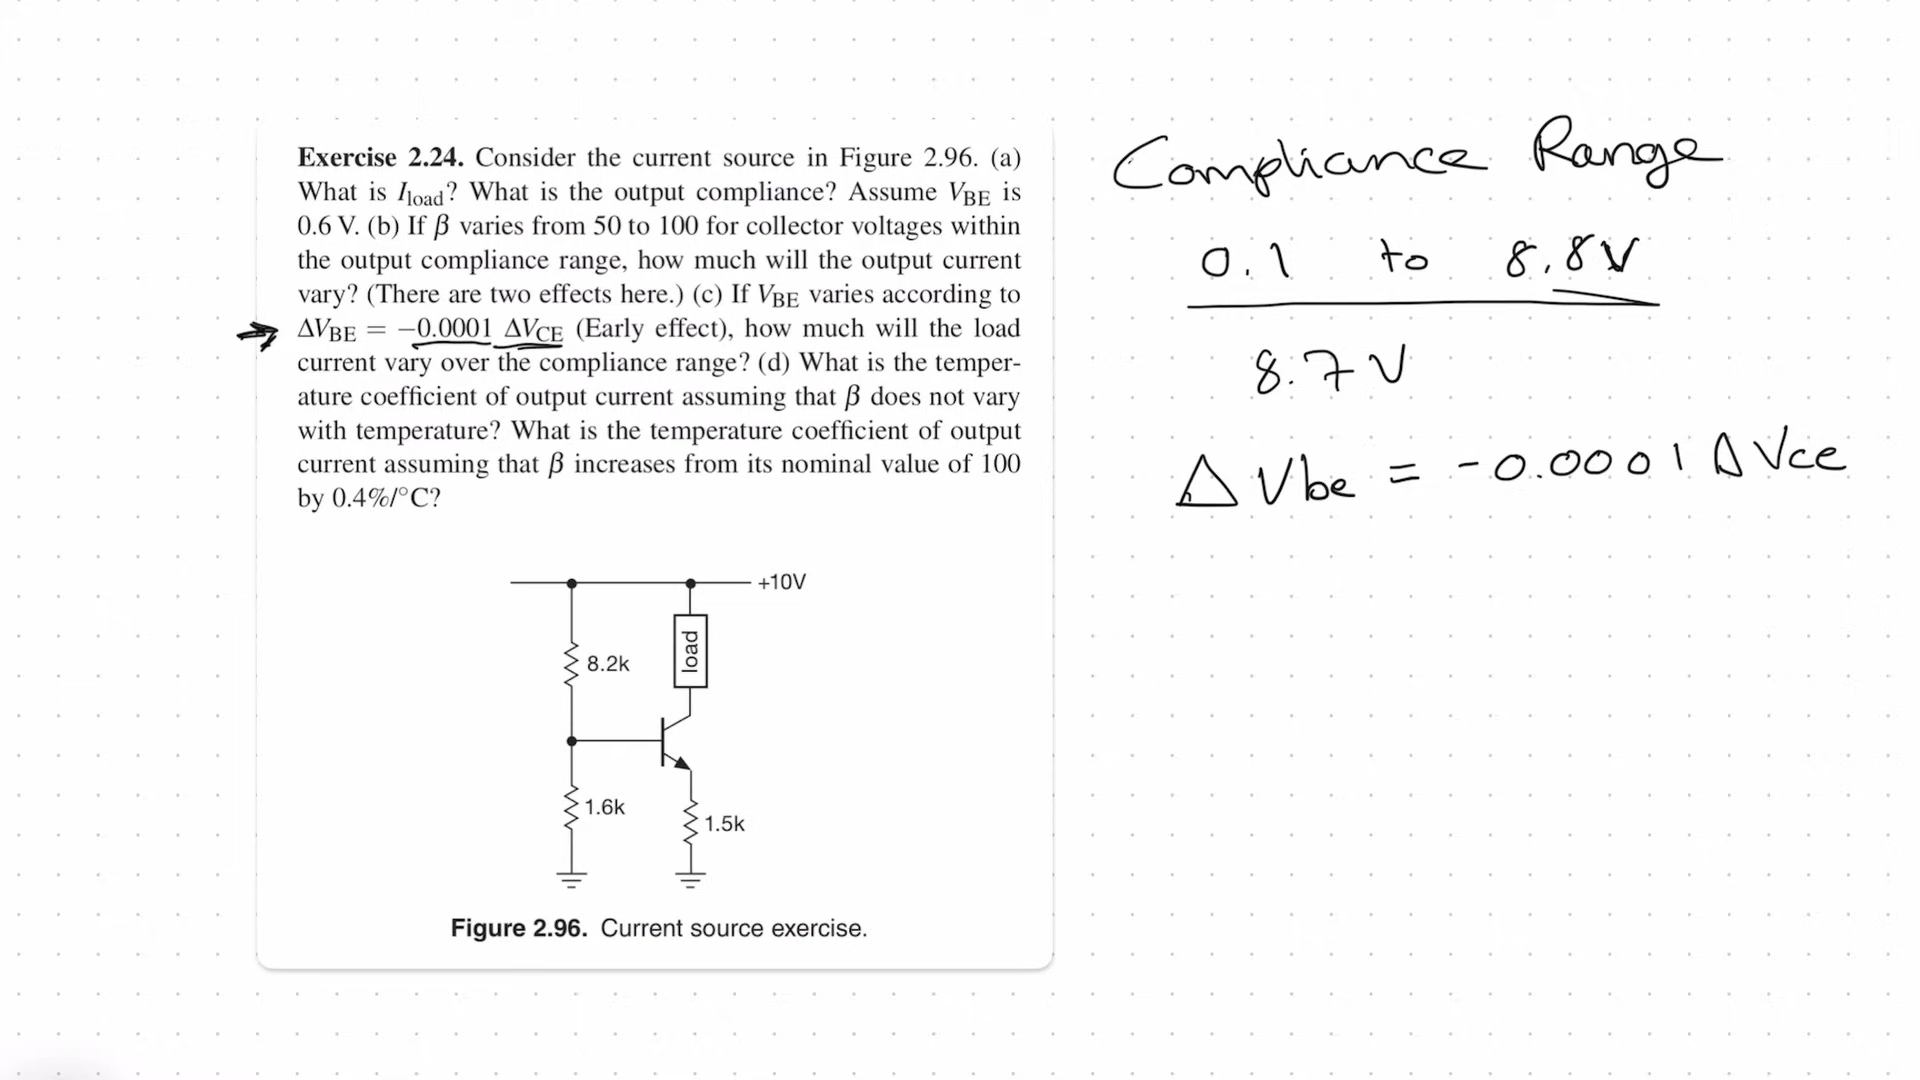 Exercise 2.24. Consider the current source in Figure 2.96. (a)
What is Iload? What is the output compliance? Assume VBE is
0.6 V. (b) If β varies from 50 to 100 for collector voltages within
the output compliance range, how much will the output current
vary? (There are two effects here.) (c) If VBE varies according to
ΔVBE = −0.0001 ΔVCE (Early effect), how much will the load
current vary over the compliance range? (d) What is the temper-
ature coefficient of output current assuming that β does not vary
with temperature? What is the temperature coefficient of output
current assuming that β increases from its nominal value of 100
by 0.4%/°C?
+10V
load
8.2k
1.6k
1.5k
Figure 2.96. Current source exercise.
Compliance Range
0.1 to 8.8V
8.7V
ΔVbe = -0.0001 ΔVce